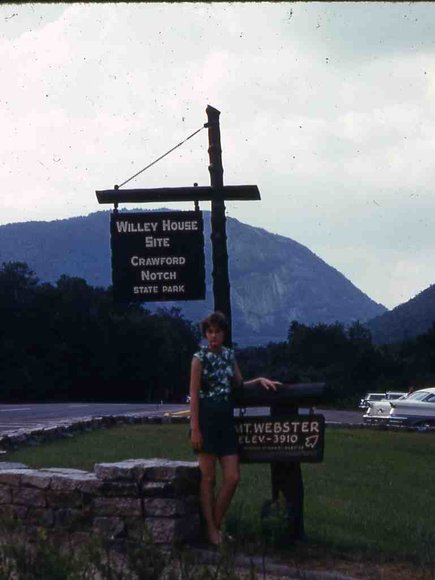 WILLEY HOUSE
SITE
CRAWFORD
NOTCH
STATE PARK
MT. WEBSTER
ELEV-3910